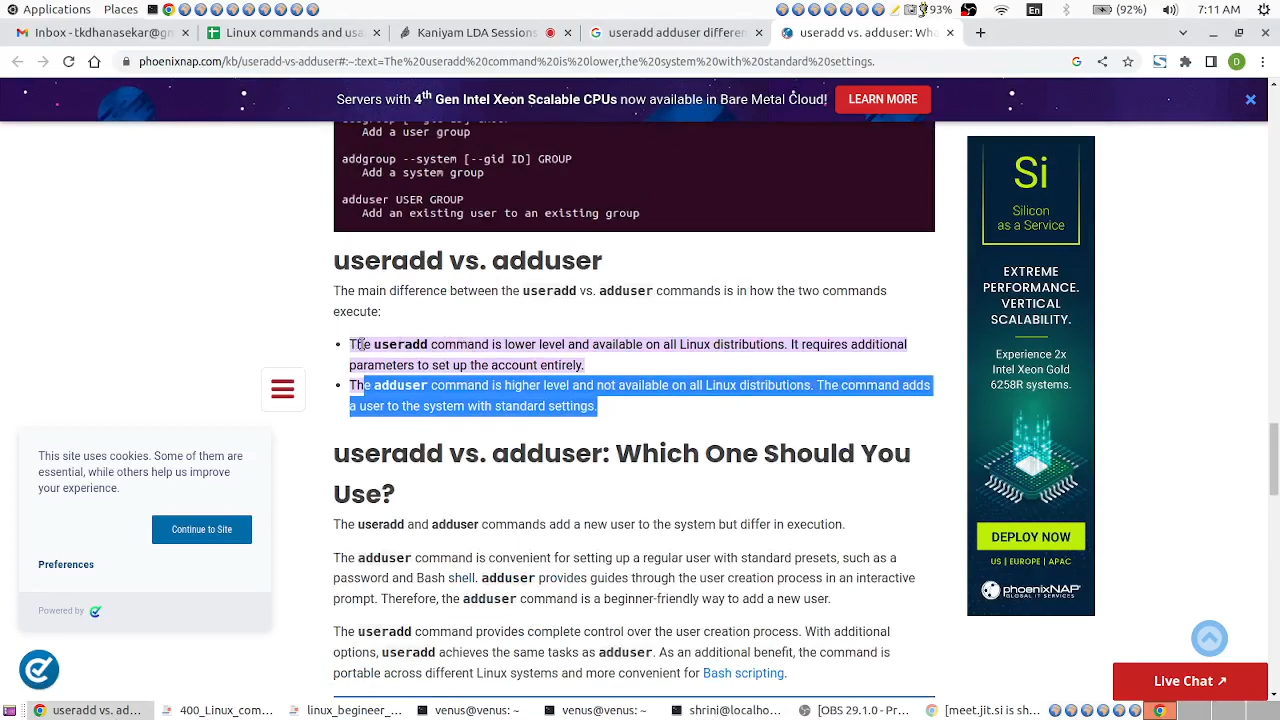 Applications Places 93% En (92%) 7:11 AM
Inbox - tkdhanasekar@gm Linux commands and usa Kaniyam LDA Sessions useradd adduser differen useradd vs. adduser: Wha
phoenixnap.com/kb/useradd-vs-adduser#:~:text=The%20useradd%20command%20is%20lower,the%20system%20with%20standard%20settings.
D
Servers with 4th Gen Intel Xeon Scalable CPUs now available in Bare Metal Cloud! LEARN MORE
Add a user group
addgroup --system [--gid ID] GROUP
Add a system group
adduser USER GROUP
Add an existing user to an existing group
useradd vs. adduser
The main difference between the useradd vs. adduser commands is in how the two commands
execute:
• The useradd command is lower level and available on all Linux distributions. It requires additional
parameters to set up the account entirely.
• The adduser command is higher level and not available on all Linux distributions. The command adds
a user to the system with standard settings.
useradd vs. adduser: Which One Should You
Use?
The useradd and adduser commands add a new user to the system but differ in execution.
The adduser command is convenient for setting up a regular user with standard presets, such as a
password and Bash shell. adduser provides guides through the user creation process in an interactive
prompt. Therefore, the adduser command is a beginner-friendly way to add a new user.
The useradd command provides complete control over the user creation process. With additional
options, useradd achieves the same tasks as adduser. As an additional benefit, the command is
portable across different Linux systems and more convenient for Bash scripting.
This site uses cookies. Some of them are
essential, while others help us improve
your experience.
Continue to Site
Preferences
Powered by
Si
Silicon
as a Service
EXTREME
PERFORMANCE.
VERTICAL
SCALABILITY.
Experience 2x
Intel Xeon Gold
6258R systems.
DEPLOY NOW
US | EUROPE | APAC
phoenixNAP
GLOBAL IT SERVICES
Live Chat ↗
useradd vs. ad... 400_Linux_com... linux_beginer_... venus@venus: ~ venus@venus: ~ shrini@localho... [OBS 29.1.0 - Pr... [meet.jit.si is sh...